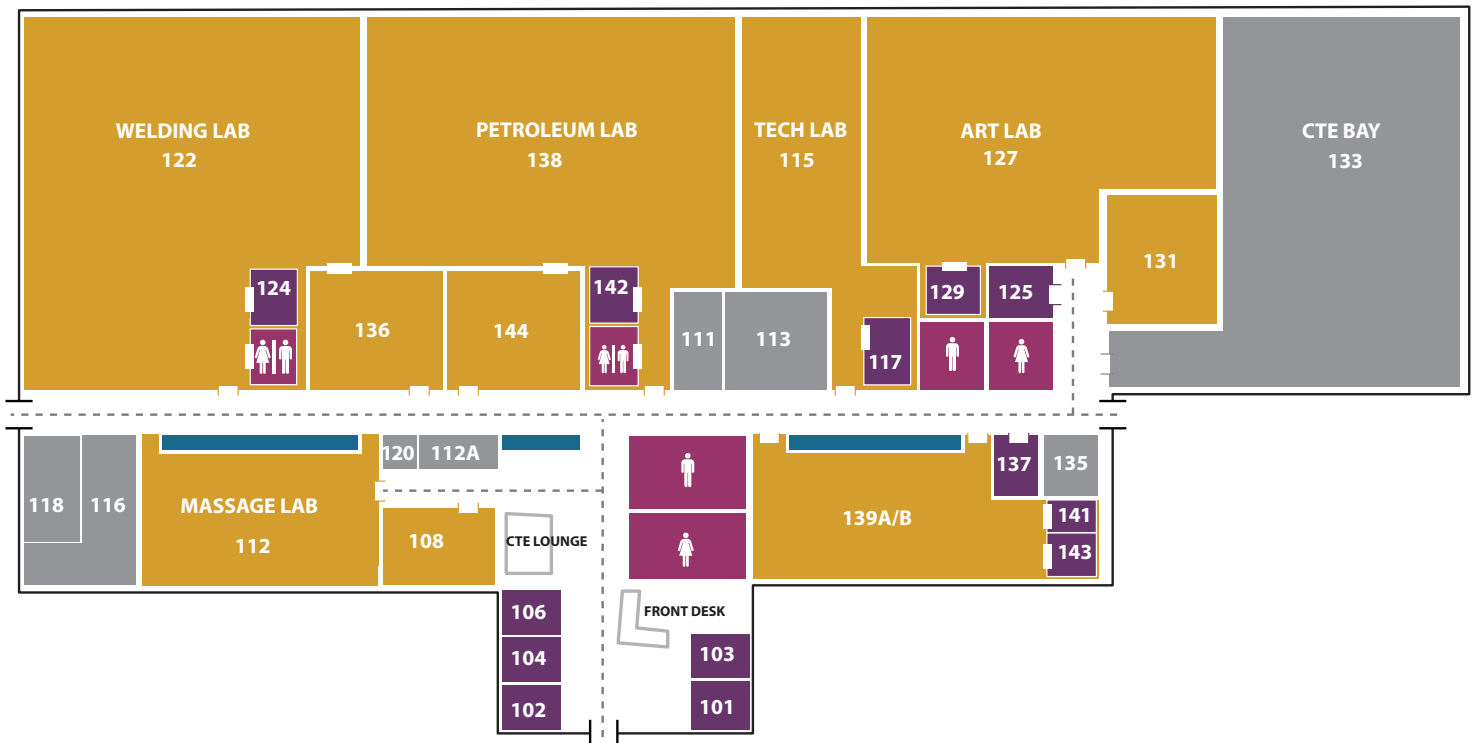 WELDING LAB
122
PETROLEUM LAB
138
TECH LAB
115
ART LAB
127
CTE BAY
133
131
124
136
144
142
111
113
117
129
125
118
116
MASSAGE LAB
112
120
112A
108
CTE LOUNGE
139A/B
137
135
141
143
106
104
102
FRONT DESK
103
101